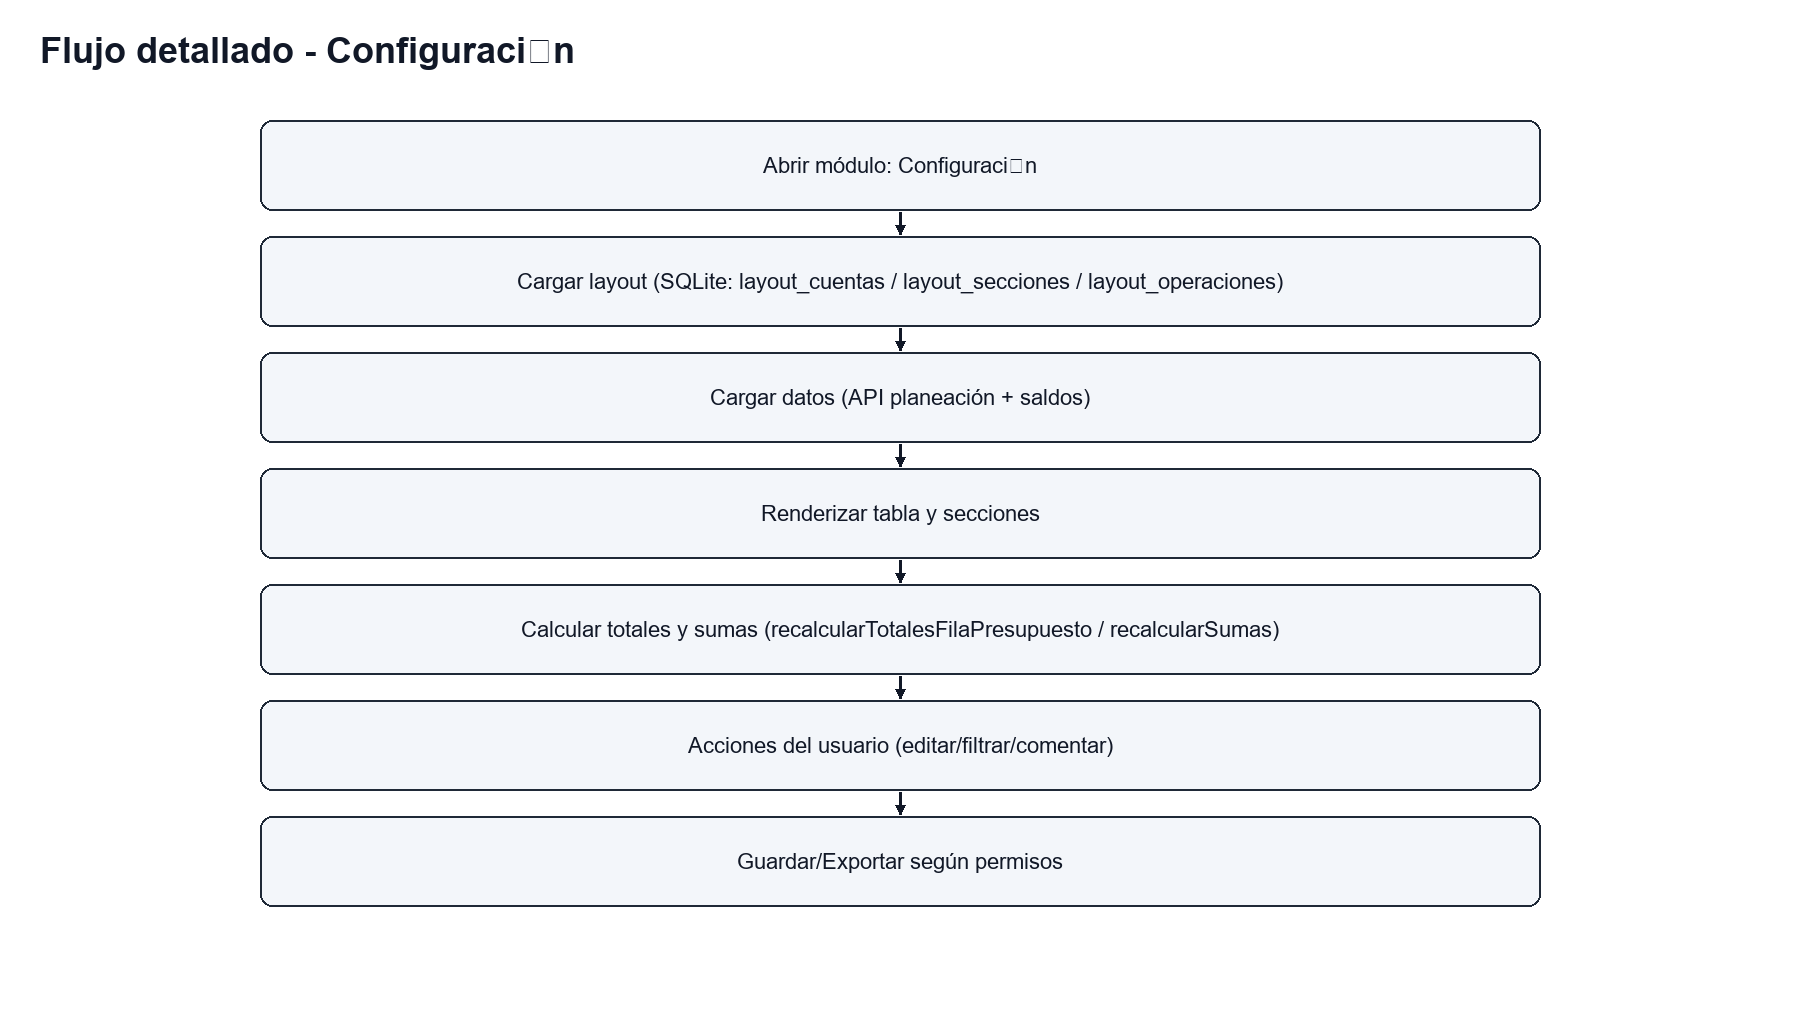 Flujo detallado - Configuraci□n
Abrir módulo: Configuraci□n
Cargar layout (SQLite: layout_cuentas / layout_secciones / layout_operaciones)
Cargar datos (API planeación + saldos)
Renderizar tabla y secciones
Calcular totales y sumas (recalcularTotalesFilaPresupuesto / recalcularSumas)
Acciones del usuario (editar/filtrar/comentar)
Guardar/Exportar según permisos